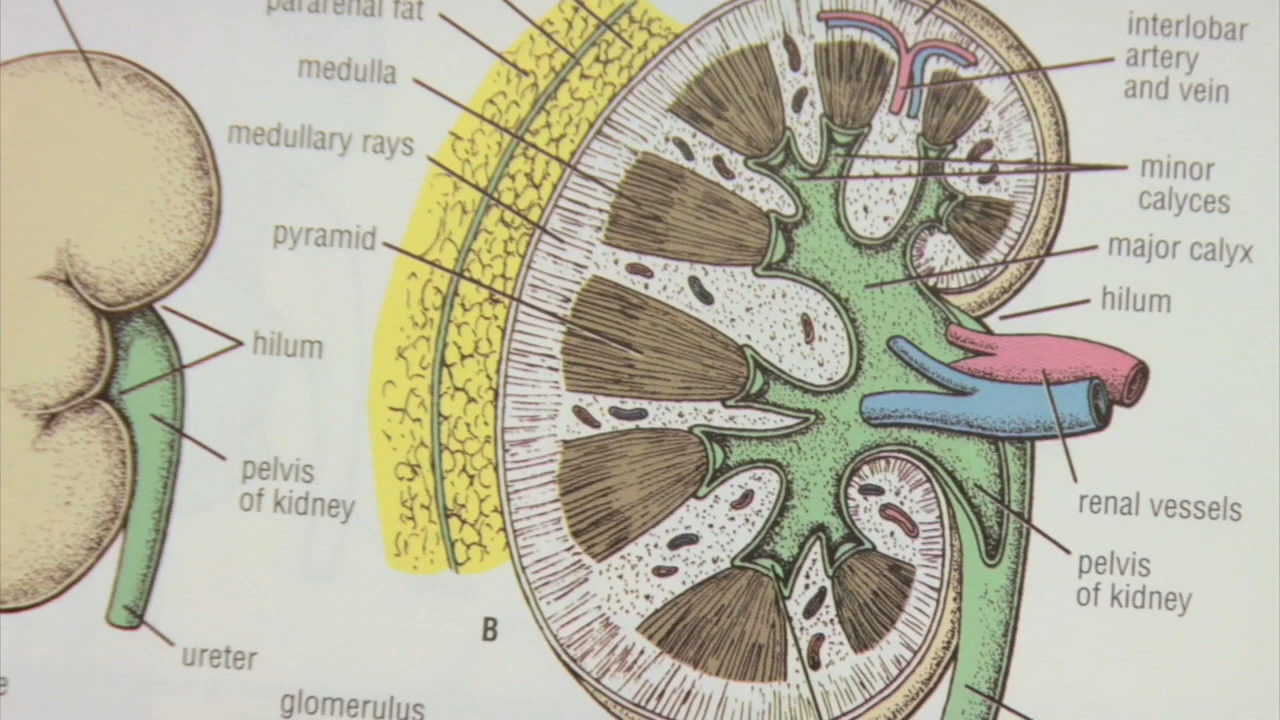 pararenal fat
medulla
medullary rays
pyramid
hilum
pelvis
of kidney
ureter
glomerulus
B
interlobar
artery
and vein
minor
calyces
major calyx
hilum
renal vessels
pelvis
of kidney